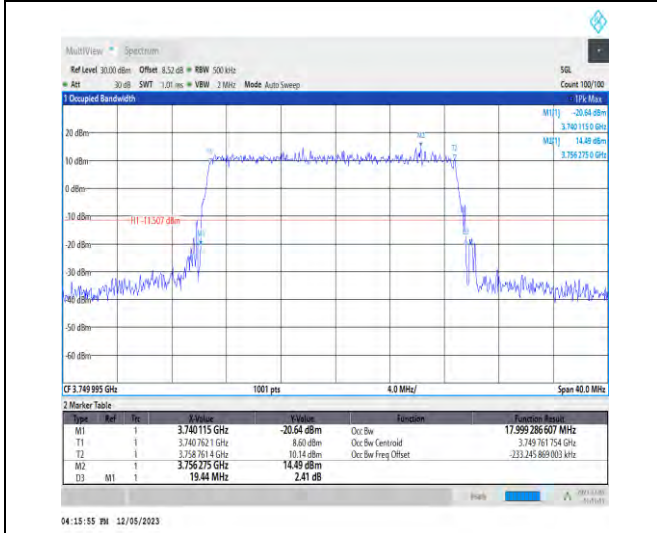 MultiView Spectrum
Ref Level 30.00 dBm Offset 8.52 dB RBW 500 kHz SGL
Att 30 dB SWT 1.01 ms VBW 2 MHz Mode Auto Sweep Count 100/100
1 Occupied Bandwidth 1Pk Max
M1[1] -20.64 dBm
3.740 115 0 GHz
M2[1] 14.49 dBm
3.756 275 0 GHz
20 dBm
M2
T1
T2
10 dBm
0 dBm
-10 dBm
H1 -11.507 dBm
M1
-20 dBm
-30 dBm
-40 dBm
-50 dBm
-60 dBm
CF 3.749 995 GHz 1001 pts 4.0 MHz/ Span 40.0 MHz
2 Marker Table
Type Ref Trc X-Value Y-Value Function Function Result
M1 1 3.740 115 GHz -20.64 dBm Occ Bw 17.999 286 607 MHz
T1 1 3.740 762 1 GHz 8.60 dBm Occ Bw Centroid 3.749 761 754 GHz
T2 1 3.758 761 4 GHz 10.14 dBm Occ Bw Freq Offset -233.245 869 003 kHz
M2 1 3.756 275 GHz 14.49 dBm
D3 M1 1 19.44 MHz 2.41 dB
04:15:55 PM 12/05/2023